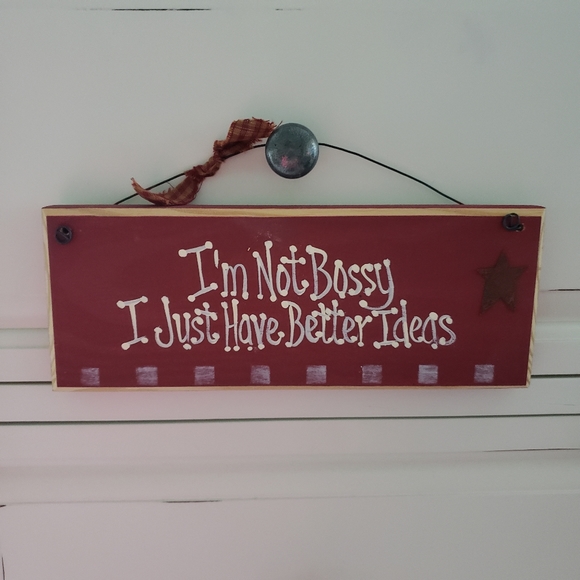 I'm Not Bossy
I Just Have Better Ideas